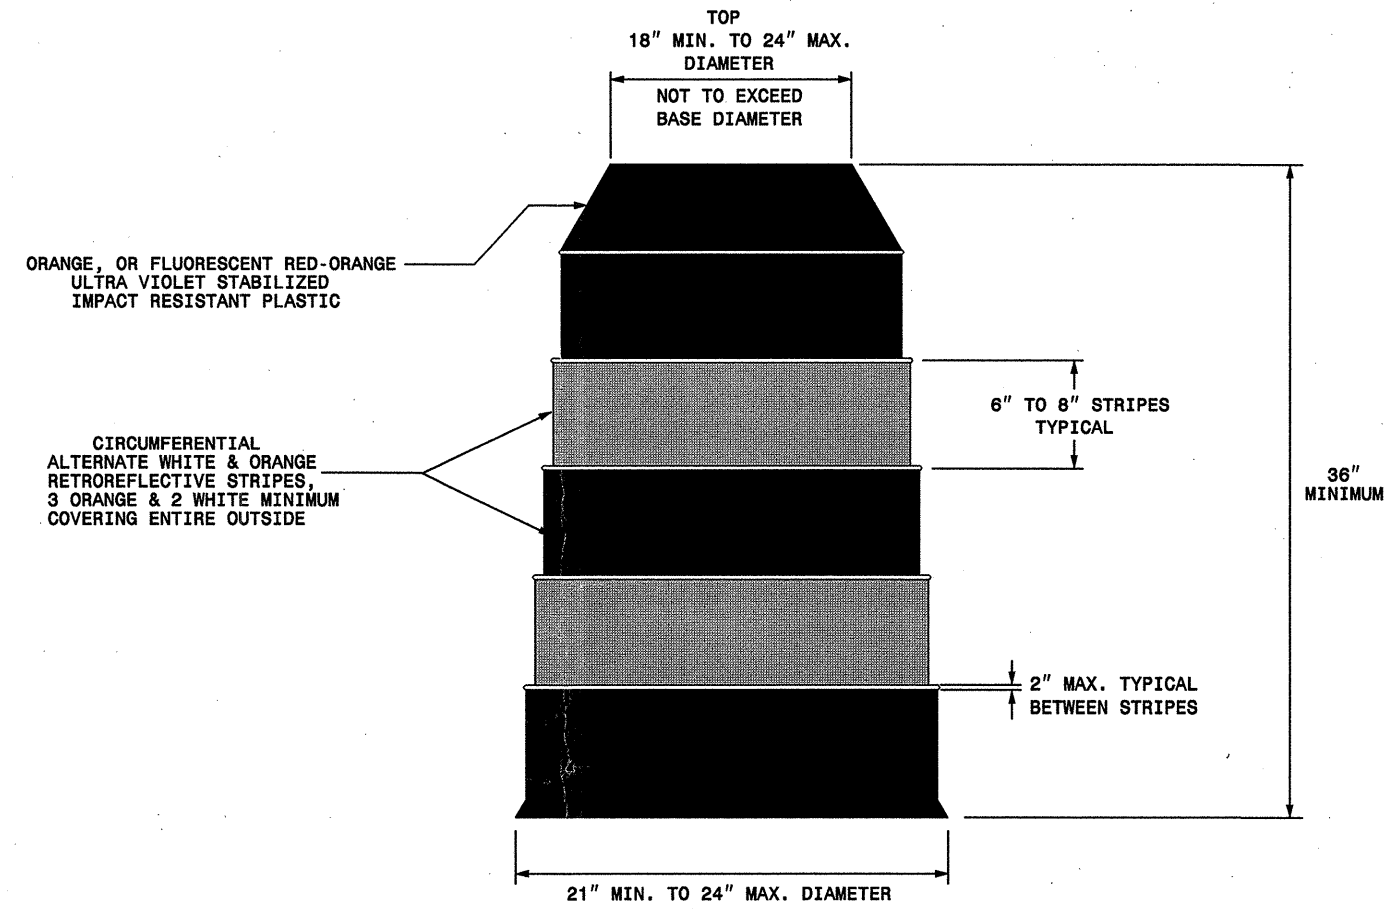 TOP
18" MIN. TO 24" MAX.
DIAMETER
NOT TO EXCEED
BASE DIAMETER
ORANGE, OR FLUORESCENT RED-ORANGE
ULTRA VIOLET STABILIZED
IMPACT RESISTANT PLASTIC
6" TO 8" STRIPES
TYPICAL
CIRCUMFERENTIAL
ALTERNATE WHITE & ORANGE
RETROREFLECTIVE STRIPES,
3 ORANGE & 2 WHITE MINIMUM
COVERING ENTIRE OUTSIDE
36"
MINIMUM
2" MAX. TYPICAL
BETWEEN STRIPES
21" MIN. TO 24" MAX. DIAMETER